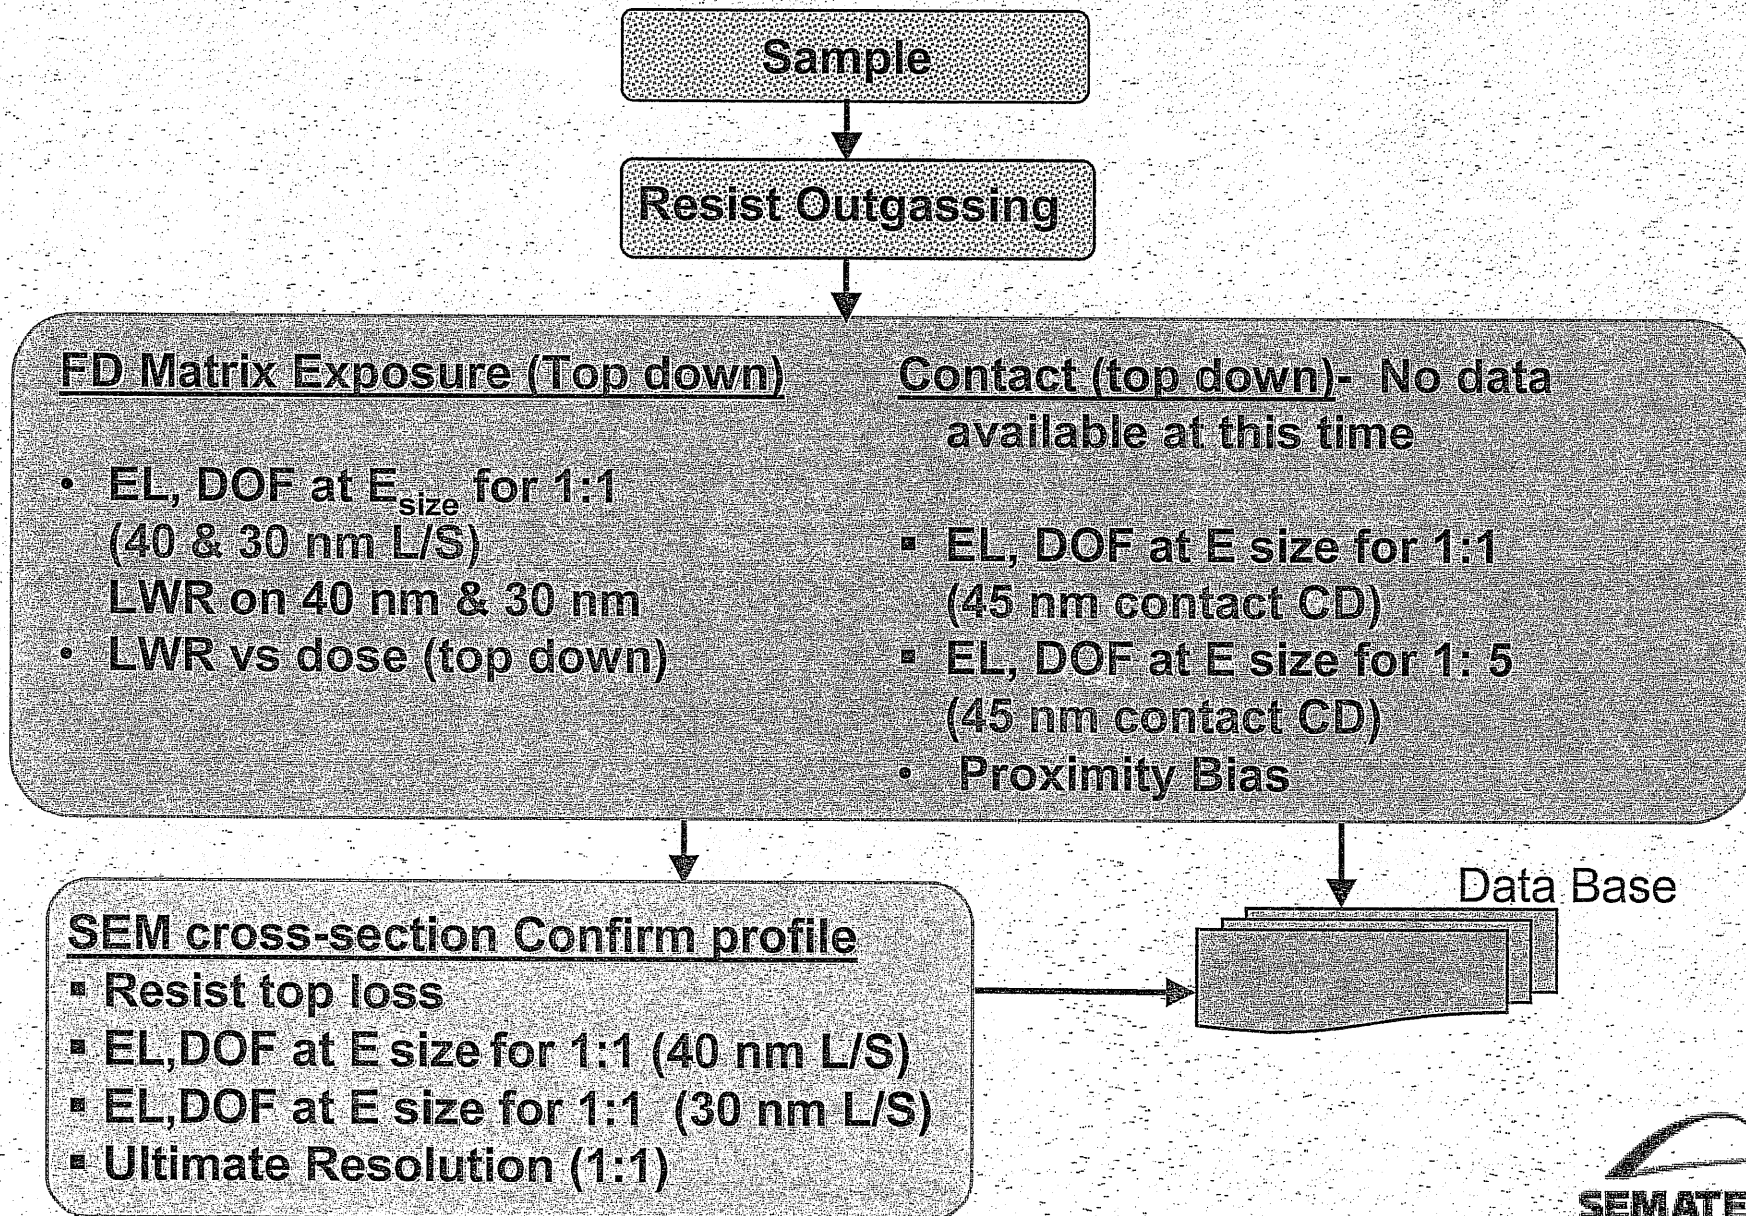 Sample
Resist Outgassing
FD Matrix Exposure (Top down)
• EL, DOF at Esize for 1:1
(40 & 30 nm L/S)
LWR on 40 nm & 30 nm
• LWR vs dose (top down)
Contact (top down)- No data
available at this time
▪ EL, DOF at E size for 1:1
(45 nm contact CD)
▪ EL, DOF at E size for 1: 5
(45 nm contact CD)
• Proximity Bias
SEM cross-section Confirm profile
▪ Resist top loss
▪ EL,DOF at E size for 1:1 (40 nm L/S)
▪ EL,DOF at E size for 1:1 (30 nm L/S)
▪ Ultimate Resolution (1:1)
Data Base